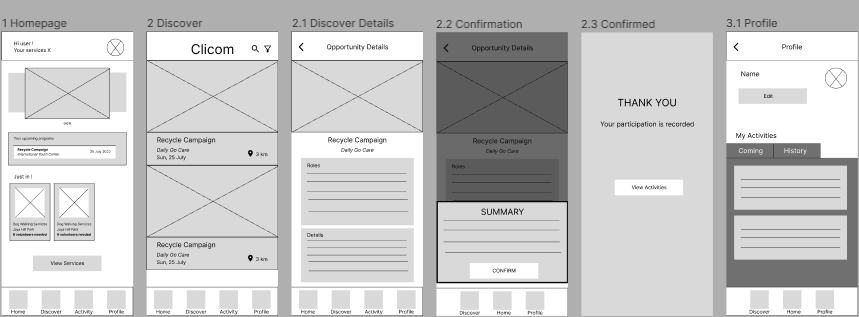 1 Homepage
Hi user !
Your services X
Your upcoming programs
Recycle Campaign
International Youth Center
25 July 2022
Just in !
Dog Walking Services
Joya Hill Park
5 volunteers needed
Dog Walking Services
Joya Hill Park
5 volunteers needed
View Services
Discover
Home
Activity
Profile
2 Discover
Clicom
Recycle Campaign
Daily Go Care
Sun, 25 July
3 km
Recycle Campaign
Daily Go Care
Sun, 25 July
3 km
Discover
Home
Activity
Profile
2.1 Discover Details
Opportunity Details
Recycle Campaign
Daily Go Care
Roles
Details
Discover
Home
Activity
Profile
2.2 Confirmation
Opportunity Details
Recycle Campaign
Daily Go Care
Roles
SUMMARY
CONFIRM
Discover
Home
Profile
2.3 Confirmed
THANK YOU
Your participation is recorded
View Activities
3.1 Profile
Profile
Name
Edit
My Activities
Coming
History
Discover
Home
Profile